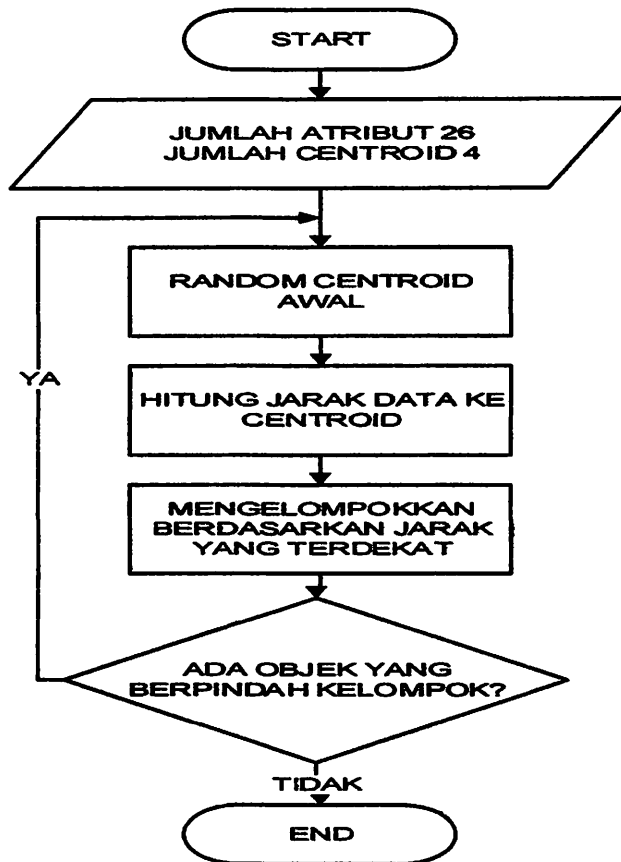 START
JUMLAH ATRIBUT 26
JUMLAH CENTROID 4
RANDOM CENTROID
AWAL
HITUNG JARAK DATA KE
CENTROID
MENGELOMPOKKAN
BERDASARKAN JARAK
YANG TERDEKAT
YA
ADA OBJEK YANG
BERPINDAH KELOMPOK?
TIDAK
END